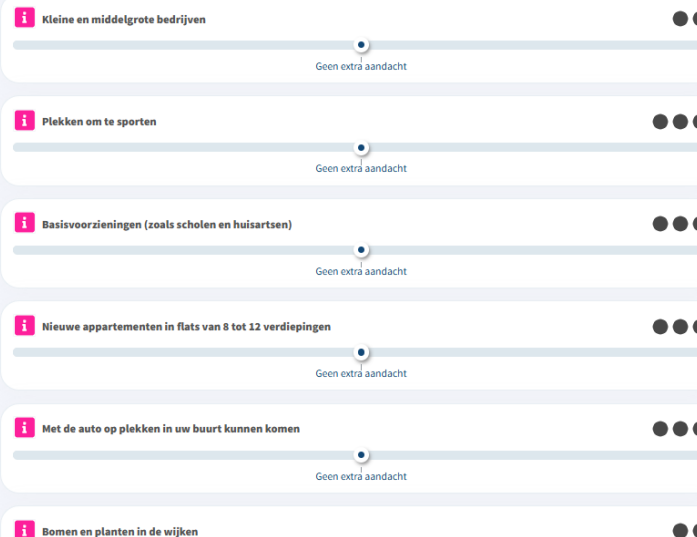 Kleine en middelgrote bedrijven
Geen extra aandacht
Plekken om te sporten
Geen extra aandacht
Basisvoorzieningen (zoals scholen en huisartsen)
Geen extra aandacht
Nieuwe appartementen in flats van 8 tot 12 verdiepingen
Geen extra aandacht
Met de auto op plekken in uw buurt kunnen komen
Geen extra aandacht
Bomen en planten in de wijken